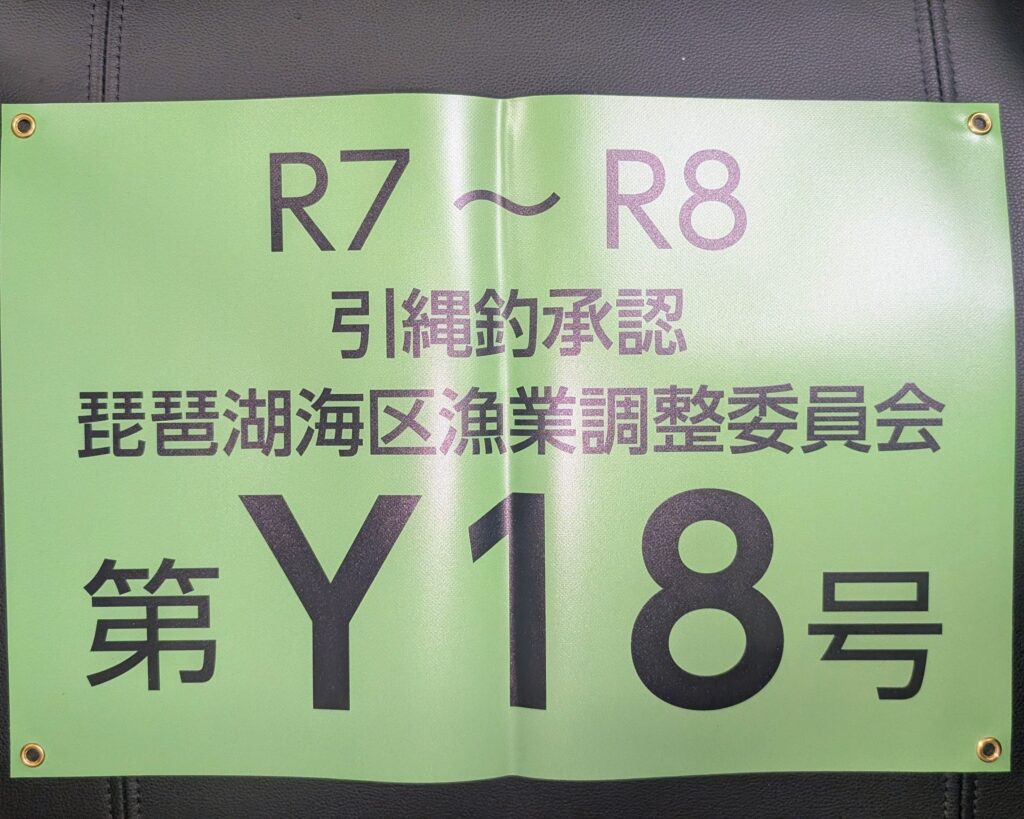 R7～R8
引縄釣承認
琵琶湖海区漁業調整委員会
第Y18号